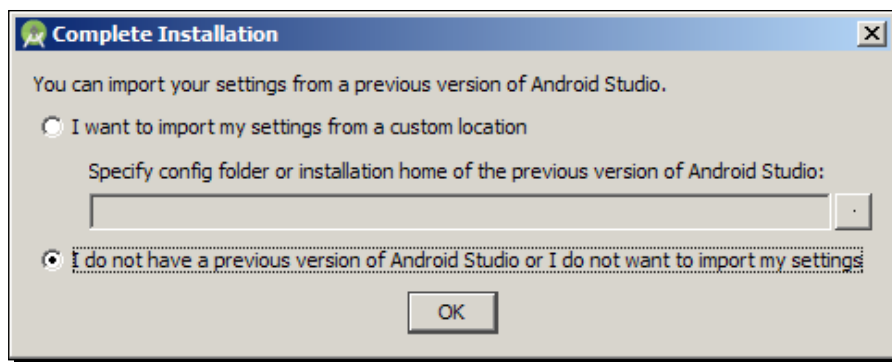 Complete Installation
You can import your settings from a previous version of Android Studio.
I want to import my settings from a custom location
Specify config folder or installation home of the previous version of Android Studio:
.
I do not have a previous version of Android Studio or I do not want to import my settings
OK